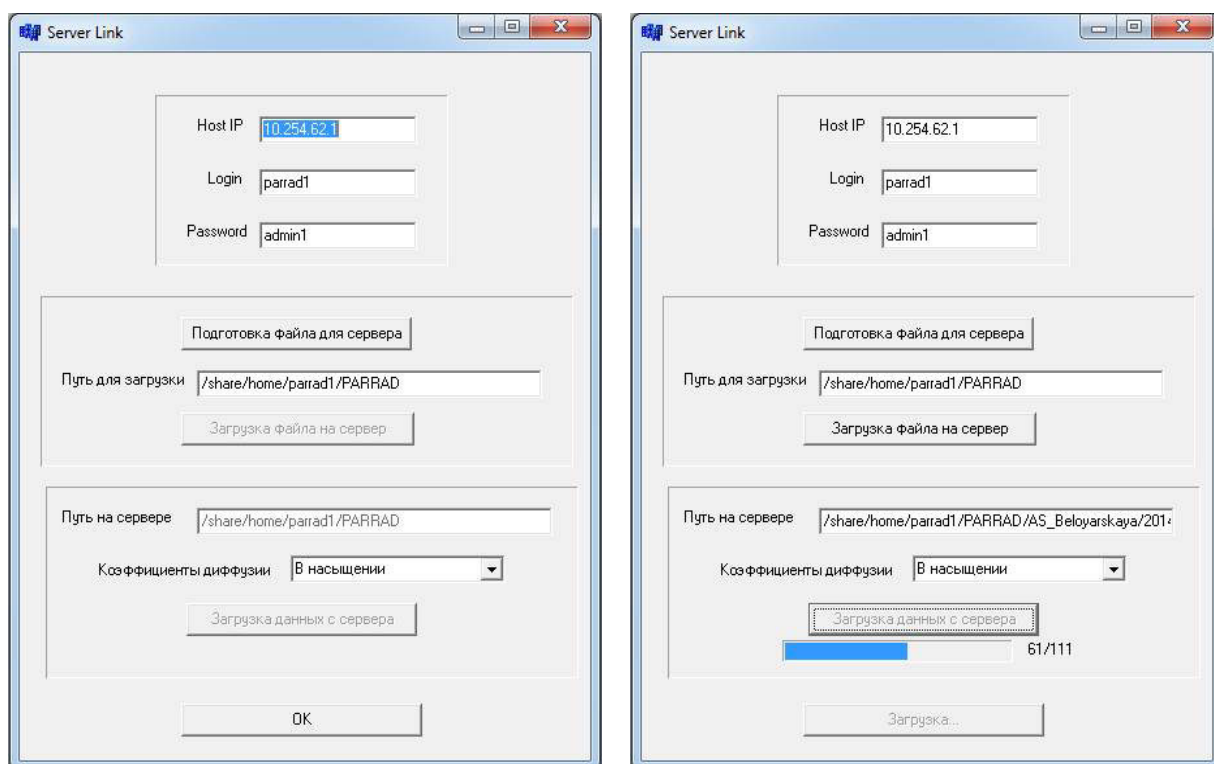 Server Link
Host IP 10.254.62.1
Login parrad1
Password admin1
Подготовка файла для сервера
Путь для загрузки /share/home/parrad1/PARRAD
Загрузка файла на сервер
Путь на сервере /share/home/parrad1/PARRAD
Коэффициенты диффузии В насыщении
Загрузка данных с сервера
OK
Server Link
Host IP 10.254.62.1
Login parrad1
Password admin1
Подготовка файла для сервера
Путь для загрузки /share/home/parrad1/PARRAD
Загрузка файла на сервер
Путь на сервере /share/home/parrad1/PARRAD/AS_Beloyarskaya/2014
Коэффициенты диффузии В насыщении
Загрузка данных с сервера
61/111
Загрузка...